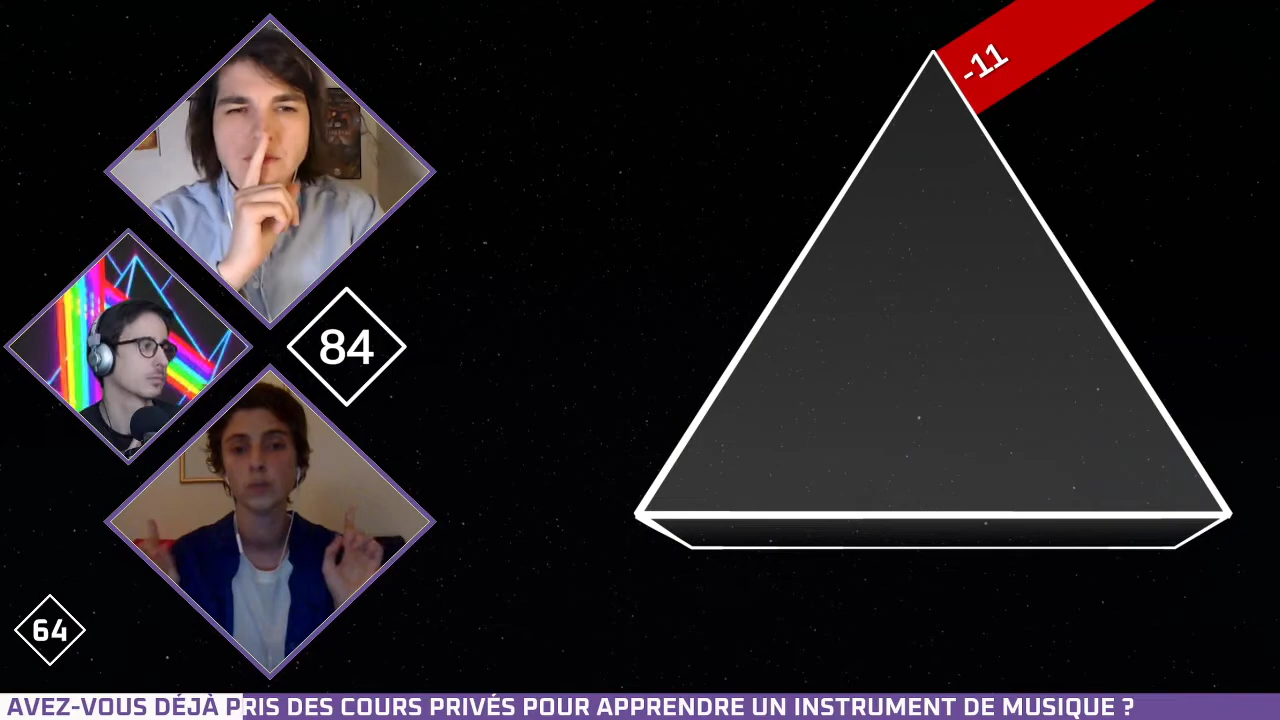 -11
84
64
AVEZ-VOUS DÉJÀ PRIS DES COURS PRIVÉS POUR APPRENDRE UN INSTRUMENT DE MUSIQUE ?